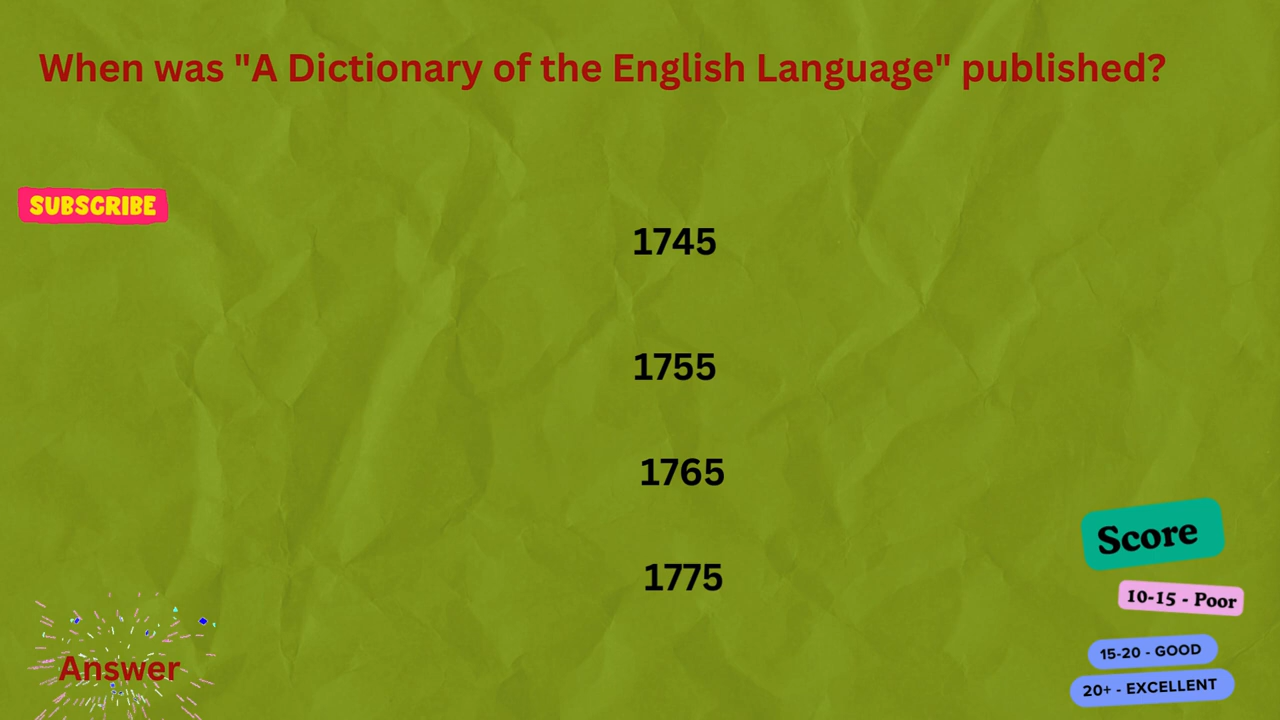 When was "A Dictionary of the English Language" published?
SUBSCRIBE
1745
1755
1765
1775
Score
10-15 - Poor
15-20 - GOOD
20+ - EXCELLENT
Answer